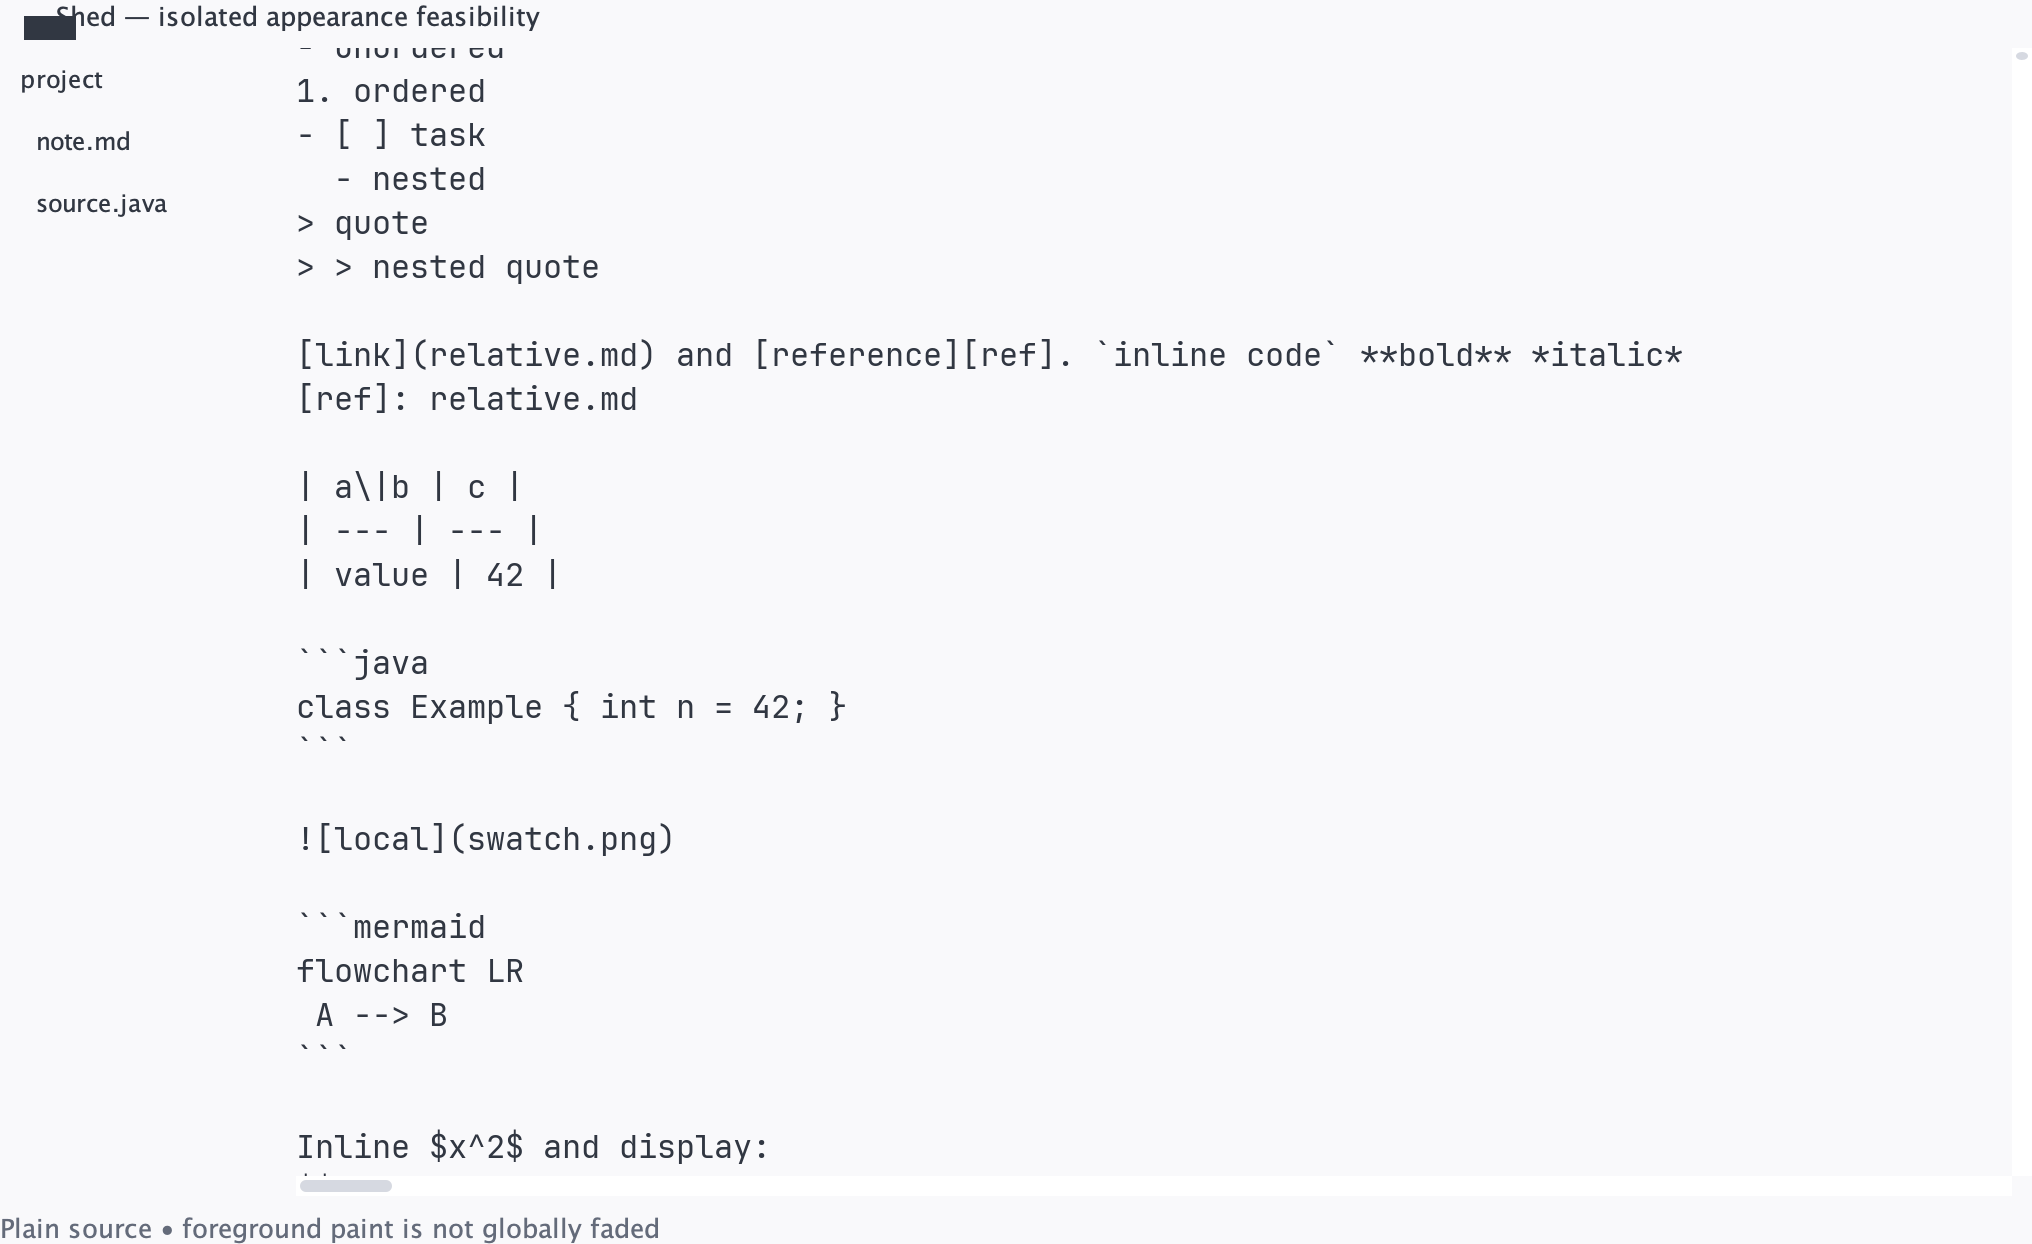 Shed — isolated appearance feasibility
project
note.md
source.java
- unordered
1. ordered
- [ ] task
  - nested
> quote
> > nested quote

[link](relative.md) and [reference][ref]. `inline code` **bold** *italic*
[ref]: relative.md

| a\|b | c |
| --- | --- |
| value | 42 |

```java
class Example { int n = 42; }
```

![local](swatch.png)

```mermaid
flowchart LR
 A --> B
```

Inline $x^2$ and display:
Plain source • foreground paint is not globally faded